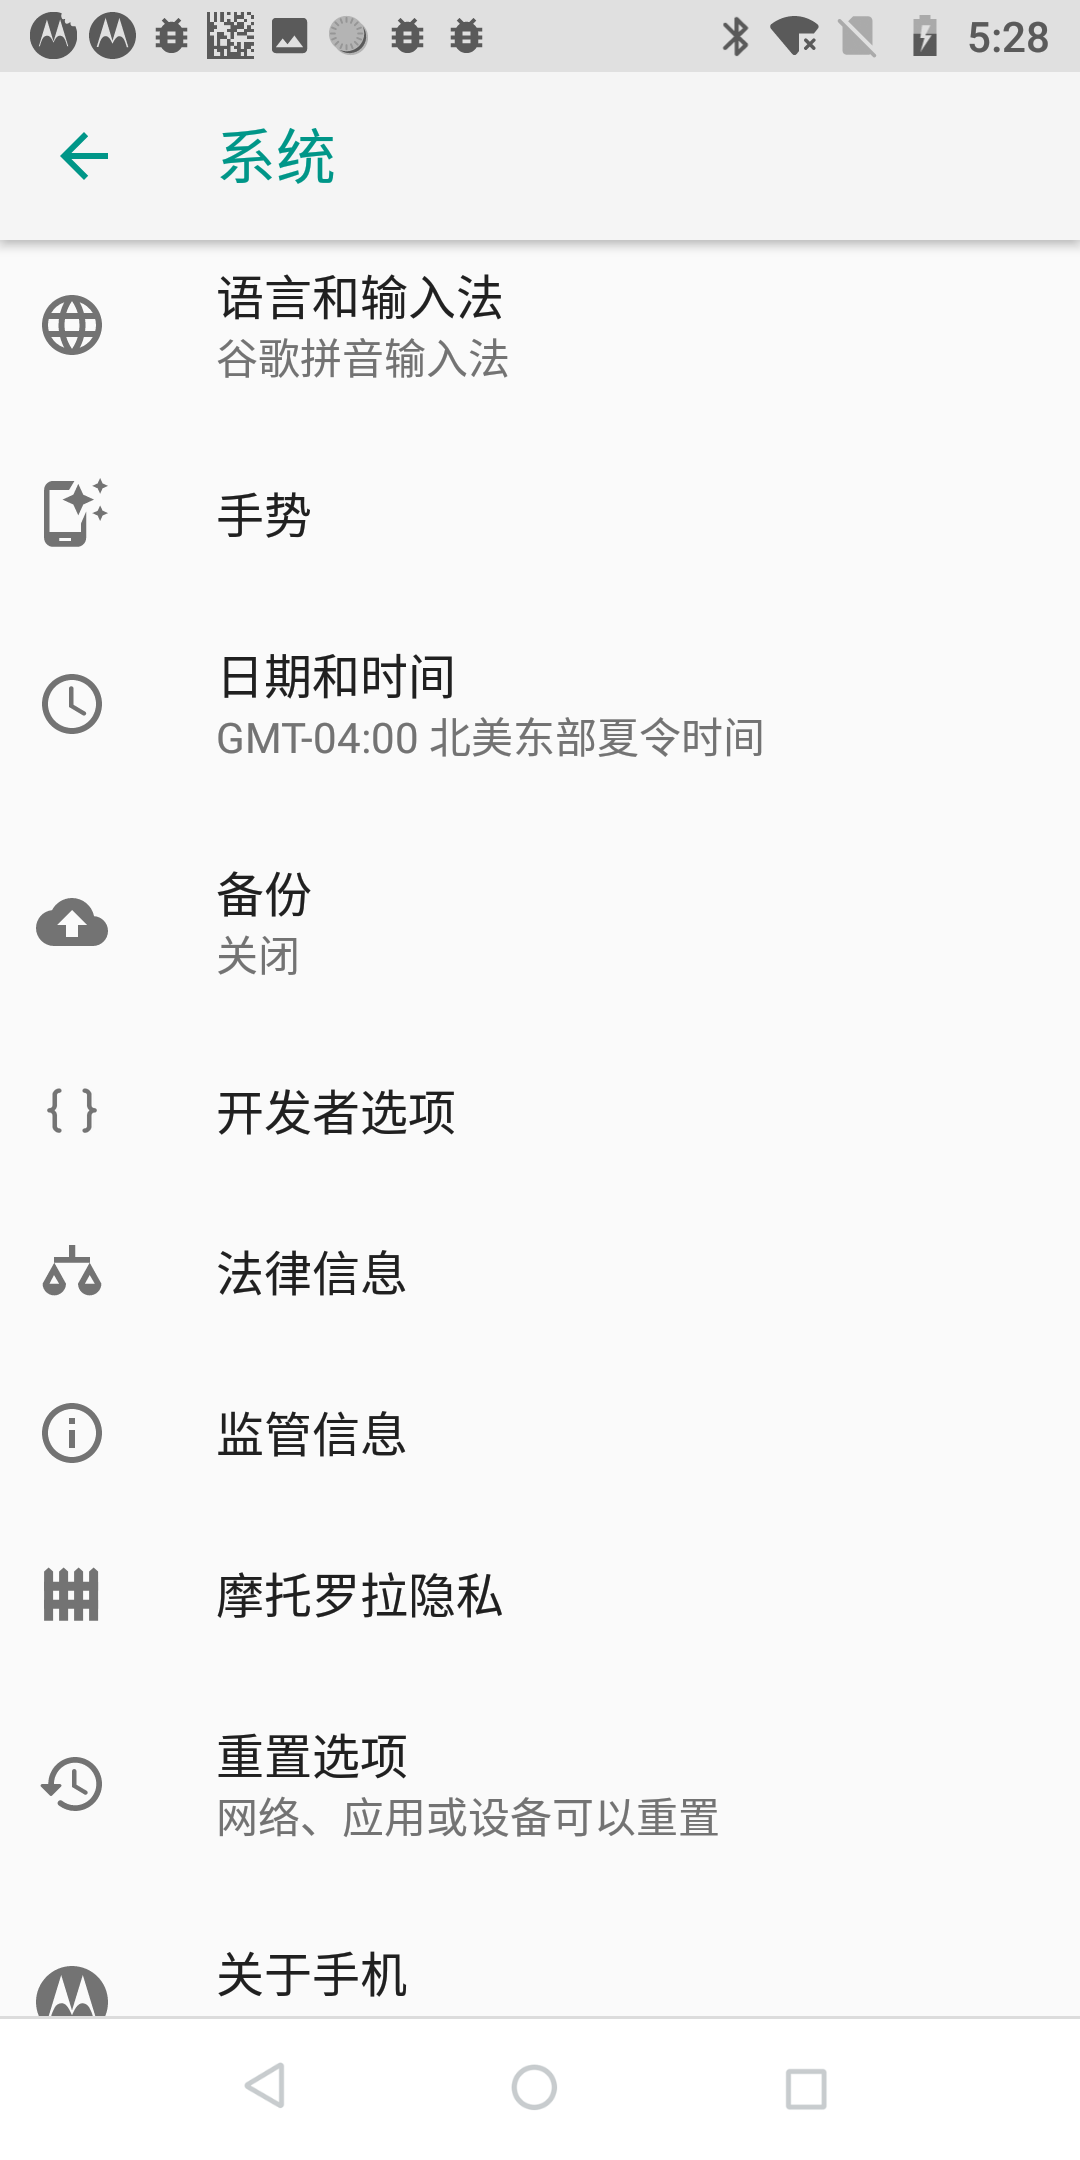 5:28
系统
语言和输入法
谷歌拼音输入法
手势
日期和时间
GMT-04:00 北美东部夏令时间
备份
关闭
开发者选项
法律信息
监管信息
摩托罗拉隐私
重置选项
网络、应用或设备可以重置
关于手机